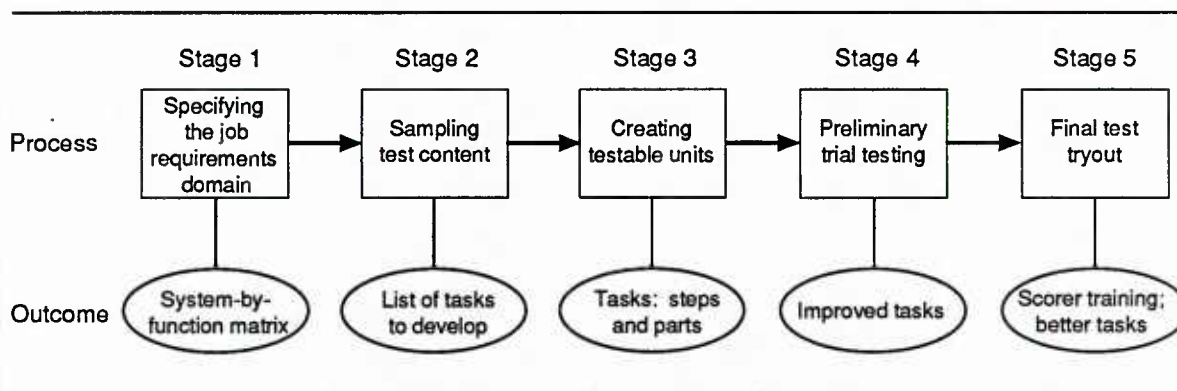 Stage 1
Stage 2
Stage 3
Stage 4
Stage 5
Process
Specifying
the job
requirements
domain
Sampling
test content
Creating
testable units
Preliminary
trial testing
Final test
tryout
Outcome
System-by-
function matrix
List of tasks
to develop
Tasks: steps
and parts
Improved tasks
Scorer training;
better tasks